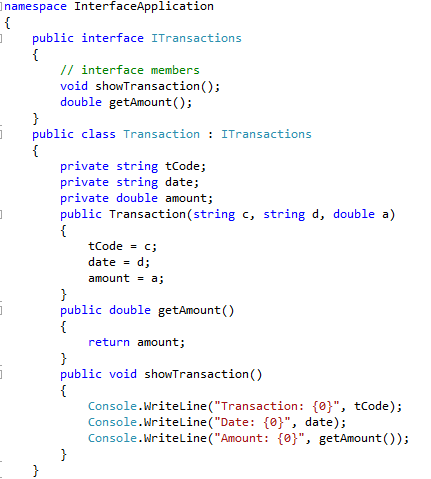 namespace InterfaceApplication
{
    public interface ITransactions
    {
        // interface members
        void showTransaction();
        double getAmount();
    }
    public class Transaction : ITransactions
    {
        private string tCode;
        private string date;
        private double amount;
        public Transaction(string c, string d, double a)
        {
            tCode = c;
            date = d;
            amount = a;
        }
        public double getAmount()
        {
            return amount;
        }
        public void showTransaction()
        {
            Console.WriteLine("Transaction: {0}", tCode);
            Console.WriteLine("Date: {0}", date);
            Console.WriteLine("Amount: {0}", getAmount());
        }
    }